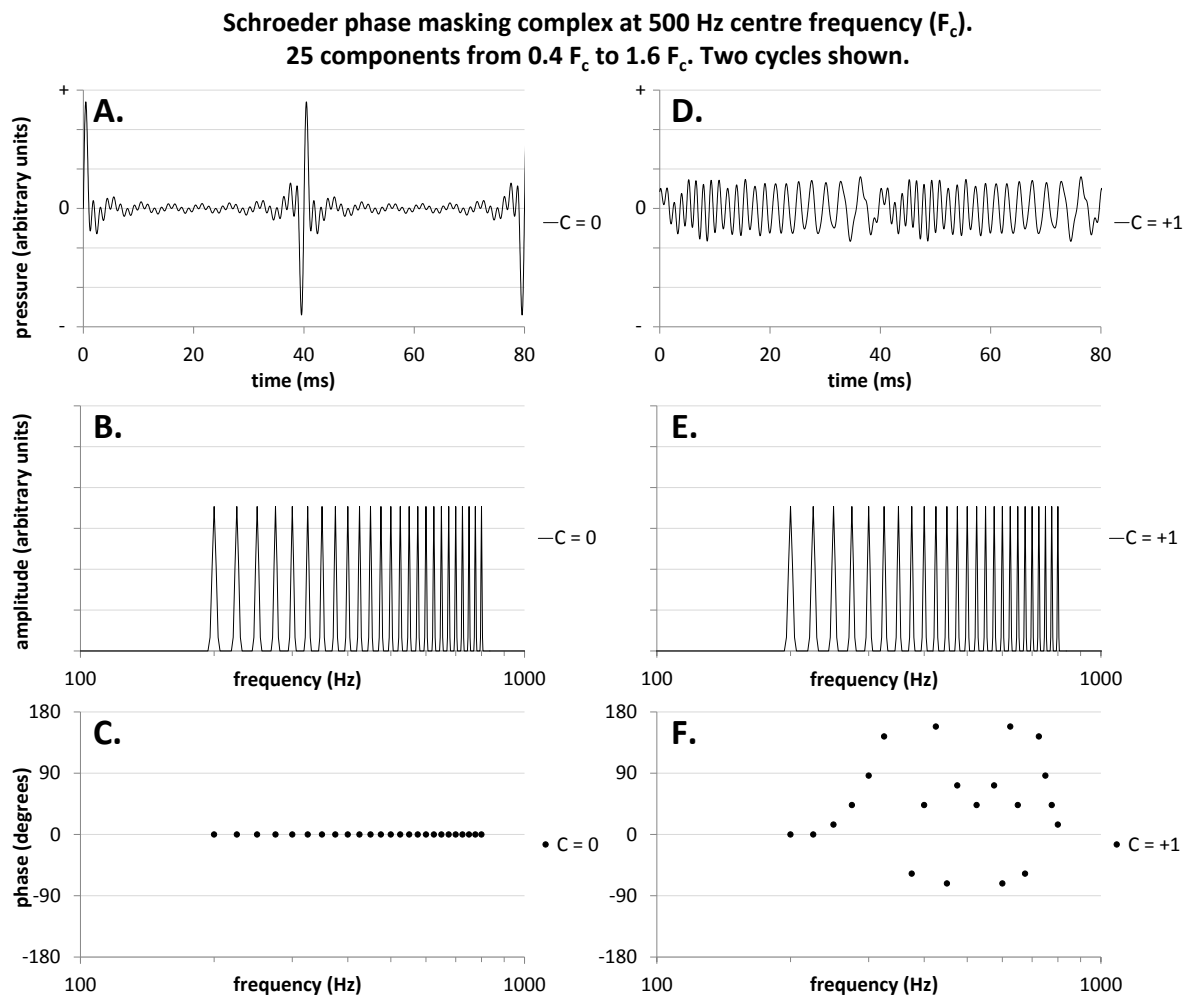 Schroeder phase masking complex at 500 Hz centre frequency (Fc).
25 components from 0.4 Fc to 1.6 Fc. Two cycles shown.
A.
pressure (arbitrary units)
+
0
-
0 20 40 60 80
time (ms)
C = 0
D.
+
0
-
0 20 40 60 80
time (ms)
C = +1
B.
amplitude (arbitrary units)
100 1000
frequency (Hz)
C = 0
E.
100 1000
frequency (Hz)
C = +1
C.
phase (degrees)
180
90
0
-90
-180
100 1000
frequency (Hz)
C = 0
F.
180
90
0
-90
-180
100 1000
frequency (Hz)
C = +1